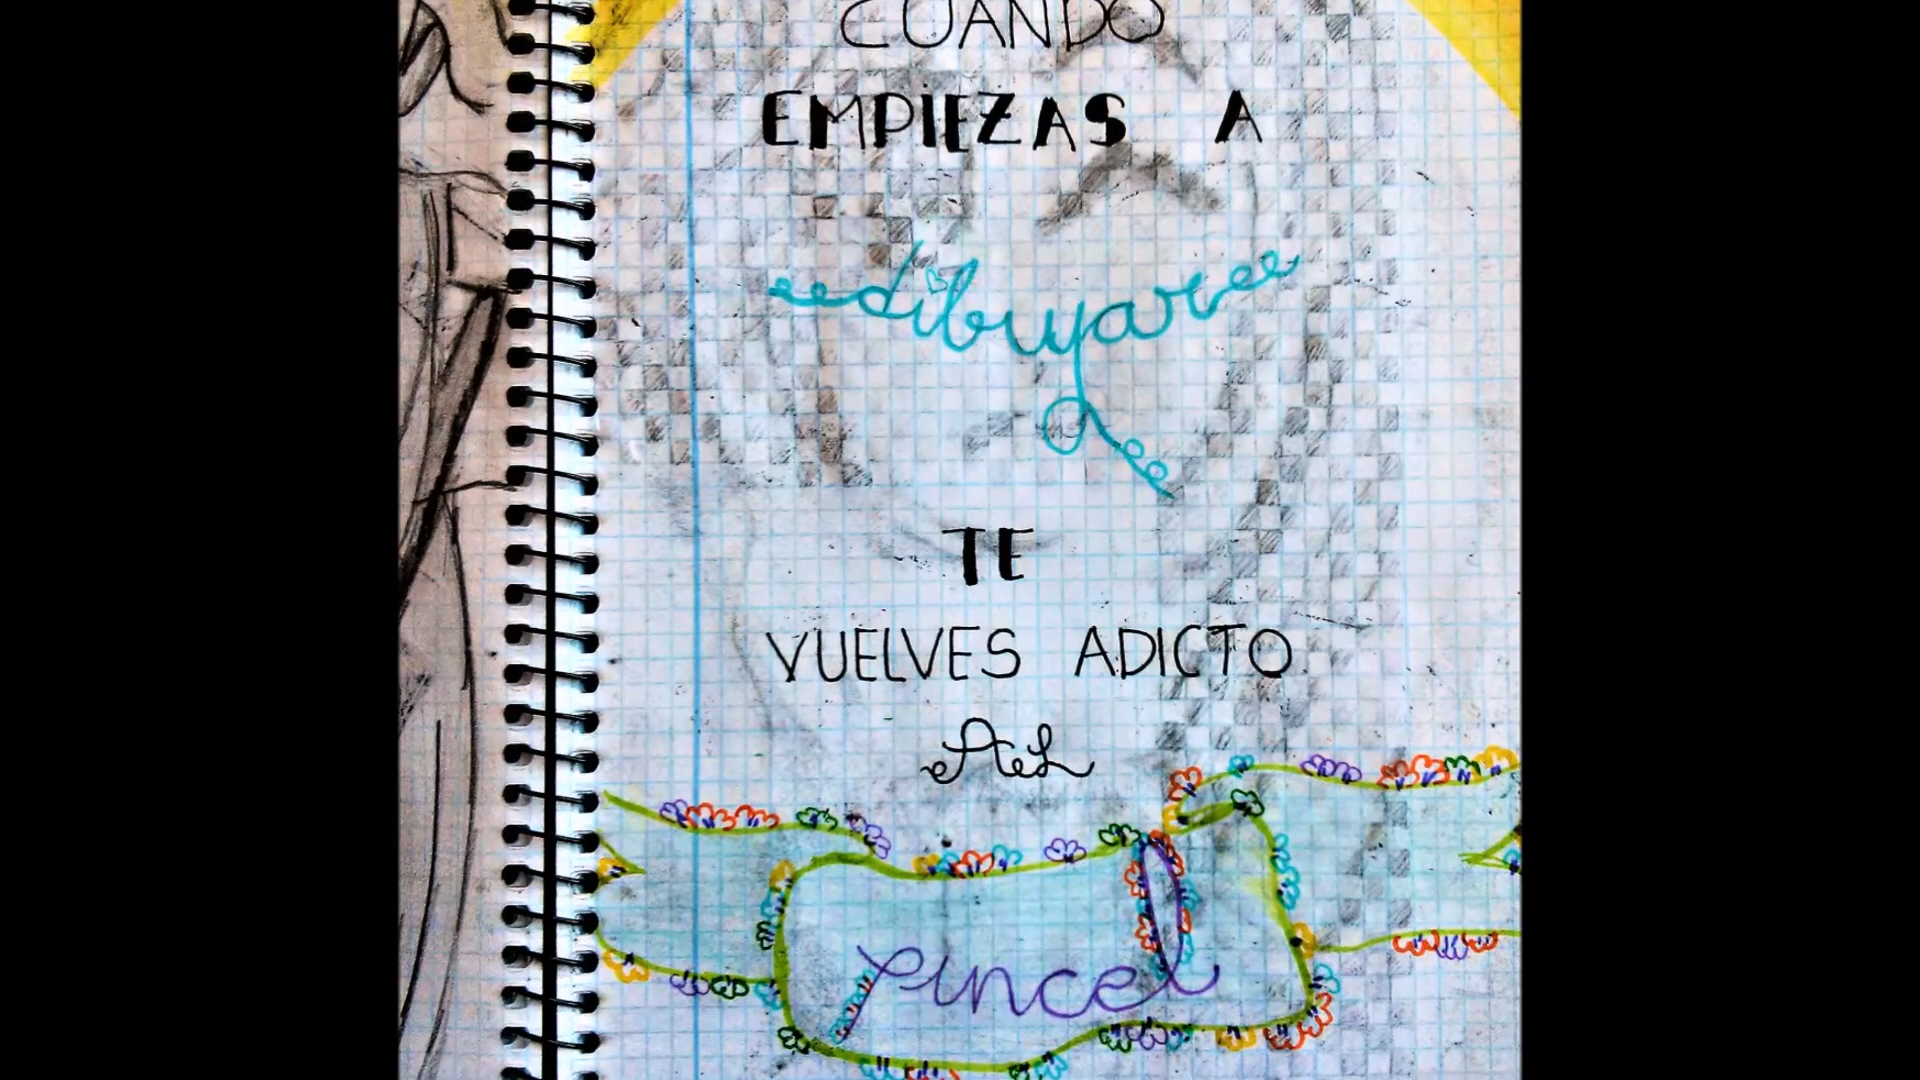 CUANDO
EMPIEZAS A
dibujar
TE
VUELVES ADICTO
AL
pincel